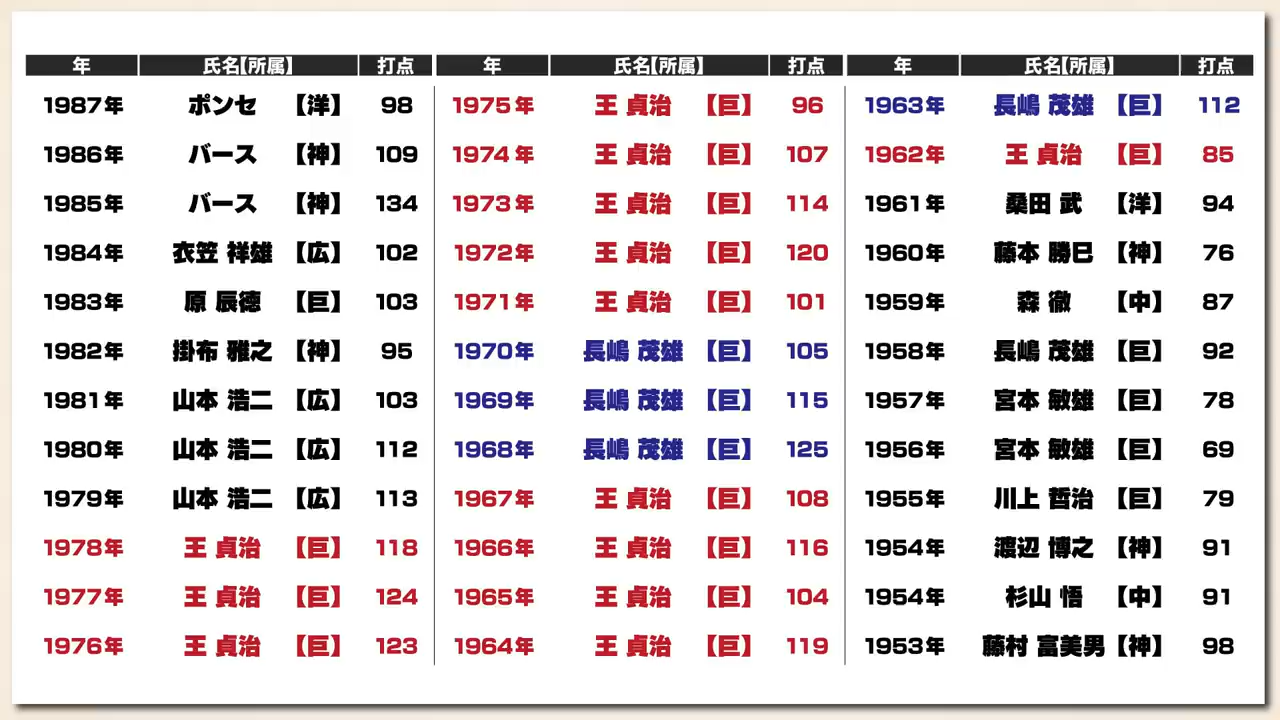 年 氏名【所属】 打点
1987年 ポンセ 【洋】 98
1986年 バース 【神】 109
1985年 バース 【神】 134
1984年 衣笠 祥雄 【広】 102
1983年 原 辰徳 【巨】 103
1982年 掛布 雅之 【神】 95
1981年 山本 浩二 【広】 103
1980年 山本 浩二 【広】 112
1979年 山本 浩二 【広】 113
1978年 王 貞治 【巨】 118
1977年 王 貞治 【巨】 124
1976年 王 貞治 【巨】 123
年 氏名【所属】 打点
1975年 王 貞治 【巨】 96
1974年 王 貞治 【巨】 107
1973年 王 貞治 【巨】 114
1972年 王 貞治 【巨】 120
1971年 王 貞治 【巨】 101
1970年 長嶋 茂雄 【巨】 105
1969年 長嶋 茂雄 【巨】 115
1968年 長嶋 茂雄 【巨】 125
1967年 王 貞治 【巨】 108
1966年 王 貞治 【巨】 116
1965年 王 貞治 【巨】 104
1964年 王 貞治 【巨】 119
年 氏名【所属】 打点
1963年 長嶋 茂雄 【巨】 112
1962年 王 貞治 【巨】 85
1961年 桑田 武 【洋】 94
1960年 藤本 勝巳 【神】 76
1959年 森 徹 【中】 87
1958年 長嶋 茂雄 【巨】 92
1957年 宮本 敏雄 【巨】 78
1956年 宮本 敏雄 【巨】 69
1955年 川上 哲治 【巨】 79
1954年 渡辺 博之 【神】 91
1954年 杉山 悟 【中】 91
1953年 藤村 富美男 【神】 98